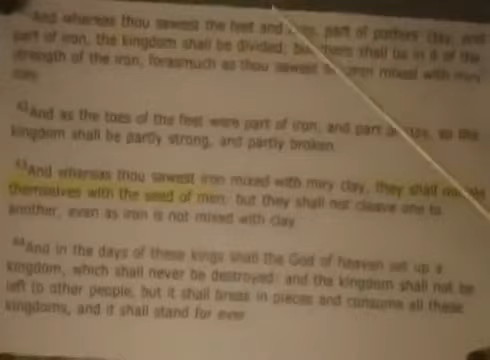 And whereas thou sawest the feet and part of potters' clay, and
part of iron, the kingdom shall be divided; but there shall be in it of the
strength of the iron, forasmuch as thou sawest iron mixed with miry
42And as the toes of the feet were part of iron, and part so the
kingdom shall be partly strong, and partly broken.
43And whereas thou sawest iron mixed with miry clay, they shall mingle
themselves with the seed of men: but they shall not cleave one to
another, even as iron is not mixed with clay.
44And in the days of these kings shall the God of heaven set up a
kingdom, which shall never be destroyed: and the kingdom shall not be
left to other people, but it shall break in pieces and consume all these
kingdoms, and it shall stand for ever.